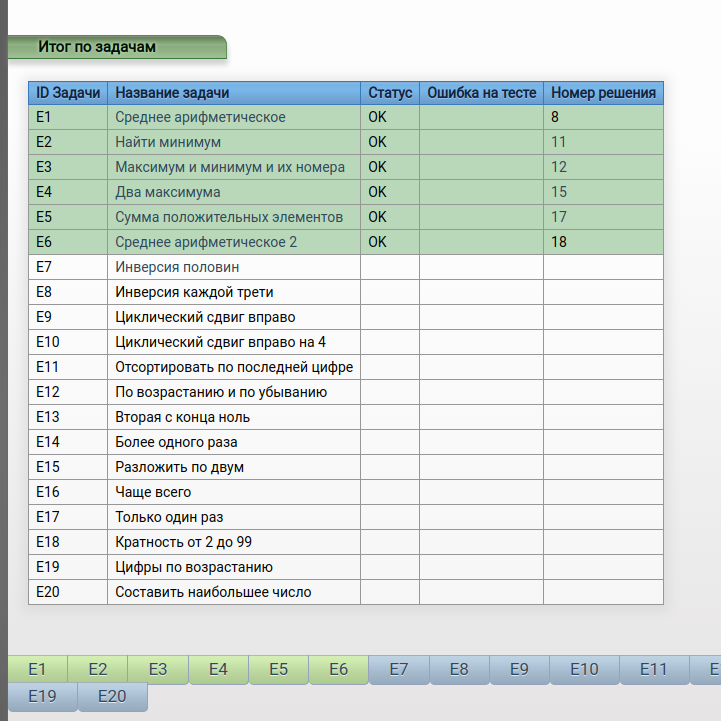 Итог по задачам
ID Задачи Название задачи Статус Ошибка на тесте Номер решения
E1 Среднее арифметическое OK 8
E2 Найти минимум OK 11
E3 Максимум и минимум и их номера OK 12
E4 Два максимума OK 15
E5 Сумма положительных элементов OK 17
E6 Среднее арифметическое 2 OK 18
E7 Инверсия половин
E8 Инверсия каждой трети
E9 Циклический сдвиг вправо
E10 Циклический сдвиг вправо на 4
E11 Отсортировать по последней цифре
E12 По возрастанию и по убыванию
E13 Вторая с конца ноль
E14 Более одного раза
E15 Разложить по двум
E16 Чаще всего
E17 Только один раз
E18 Кратность от 2 до 99
E19 Цифры по возрастанию
E20 Составить наибольшее число
E1 E2 E3 E4 E5 E6 E7 E8 E9 E10 E11
E19 E20